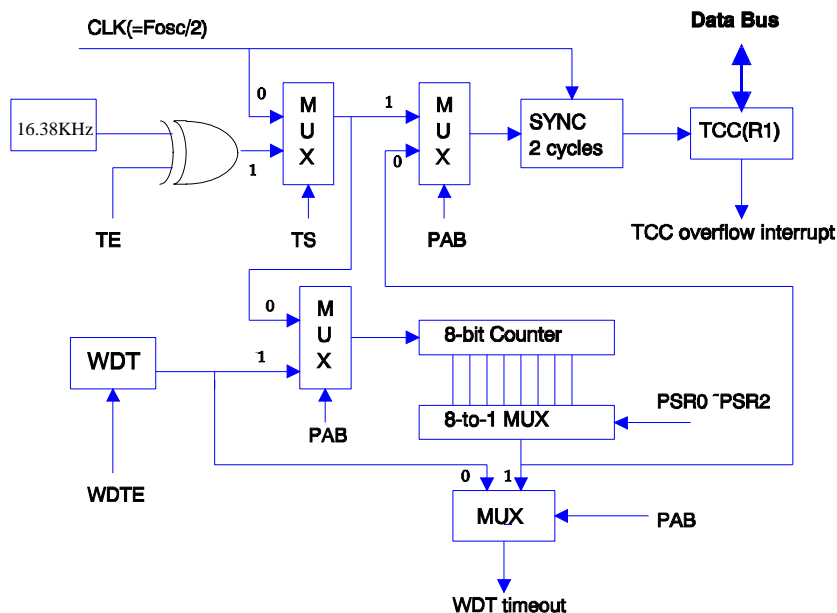 CLK(=Fosc/2)
Data Bus
0
M
U
X
1
M
U
X
16.38KHz
SYNC
2 cycles
TCC(R1)
1
0
TE
TS
PAB
TCC overflow interrupt
0
M
U
X
8-bit Counter
WDT
1
PSR0 ~PSR2
8-to-1 MUX
PAB
0
1
WDTE
MUX
PAB
WDT timeout